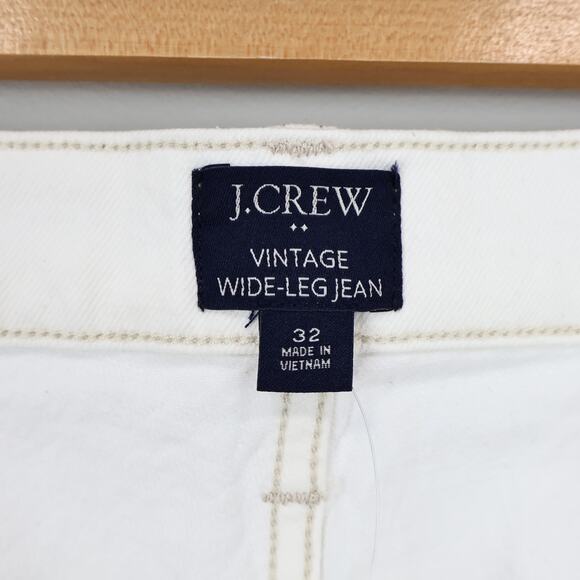 J.CREW
VINTAGE
WIDE-LEG JEAN
32
MADE IN
VIETNAM